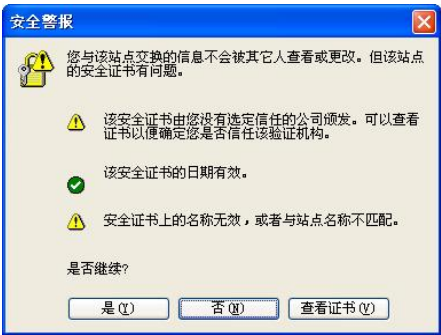 安全警报
您与该站点交换的信息不会被其它人查看或更改。但该站点
的安全证书有问题。
该安全证书由您没有选定信任的公司颁发。可以查看
证书以便确定您是否信任该验证机构。
该安全证书的日期有效。
安全证书上的名称无效，或者与站点名称不匹配。
是否继续?
是(Y) 否(N) 查看证书(V)